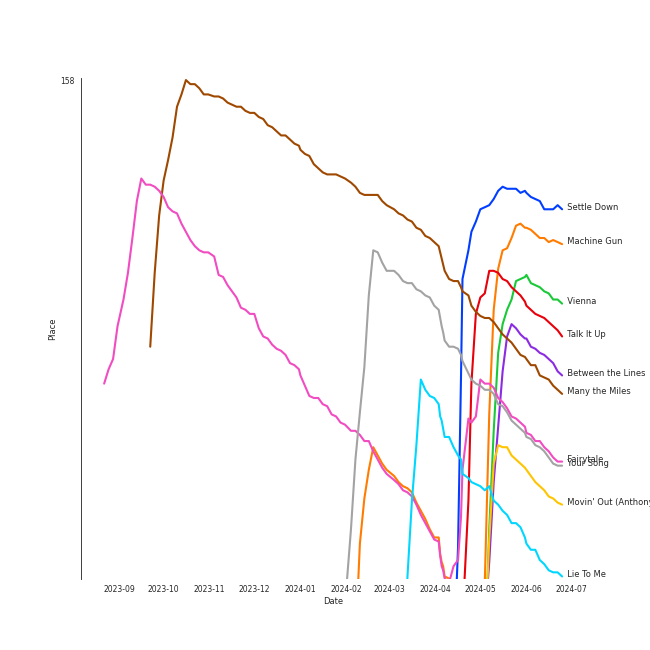 158
Place
Settle Down
Machine Gun
Vienna
Talk It Up
Between the Lines
Many the Miles
Fairytale
Your Song
Movin' Out (Anthony
Lie To Me
2023-09 2023-10 2023-11 2023-12 2024-01 2024-02 2024-03 2024-04 2024-05 2024-06 2024-07
Date